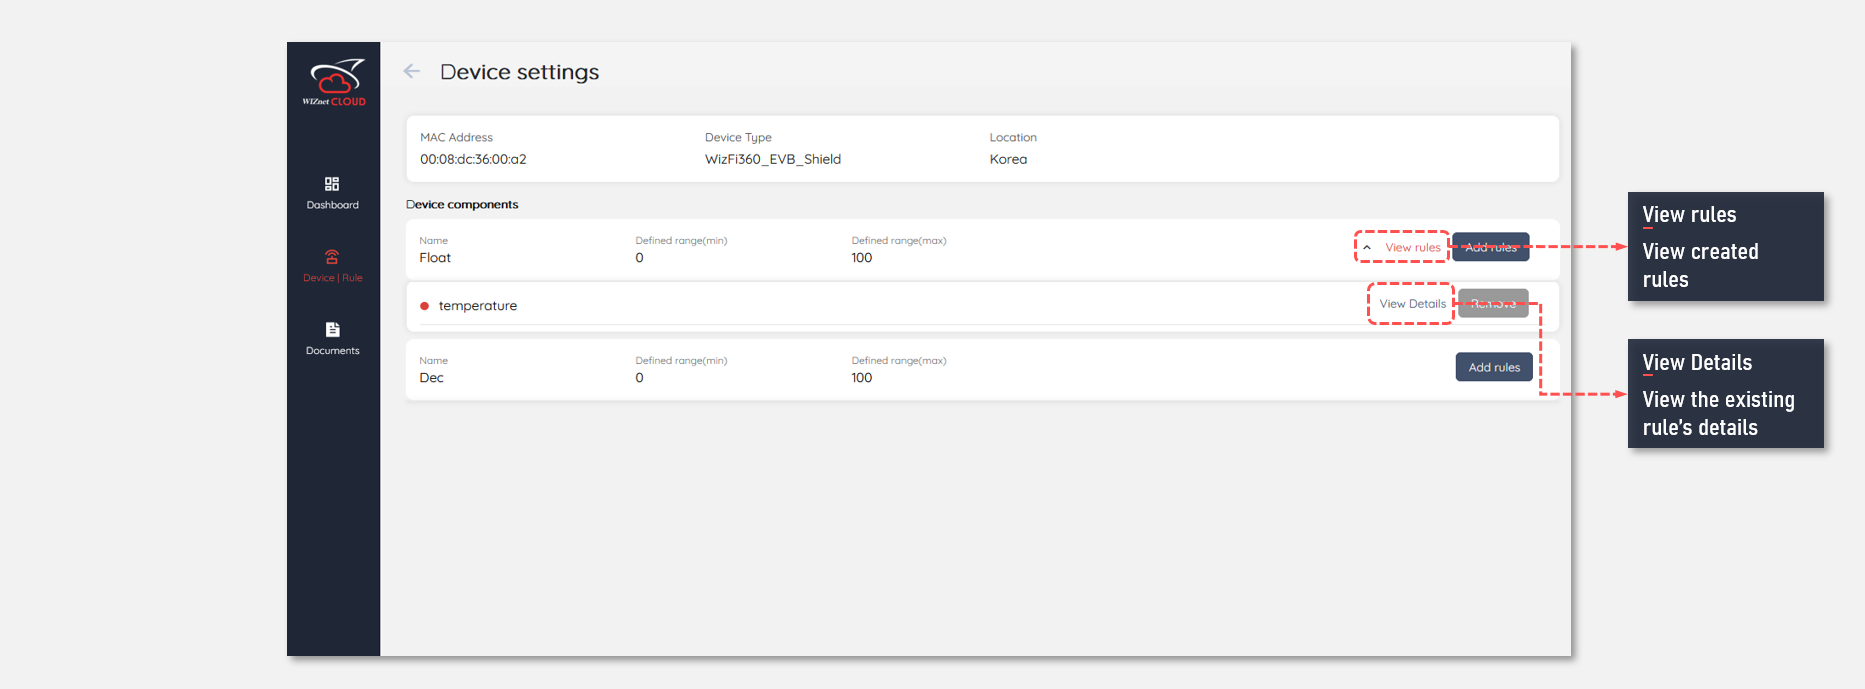 WIZnet CLOUD
Dashboard
Device | Rule
Documents
Device settings
MAC Address
00:08:dc:36:00:a2
Device Type
WizFi360_EVB_Shield
Location
Korea
Device components
Name
Float
Defined range(min)
0
Defined range(max)
100
View rules
Add rules
temperature
View Details
Remove
Name
Dec
Defined range(min)
0
Defined range(max)
100
Add rules
View rules
View created
rules
View Details
View the existing
rule's details